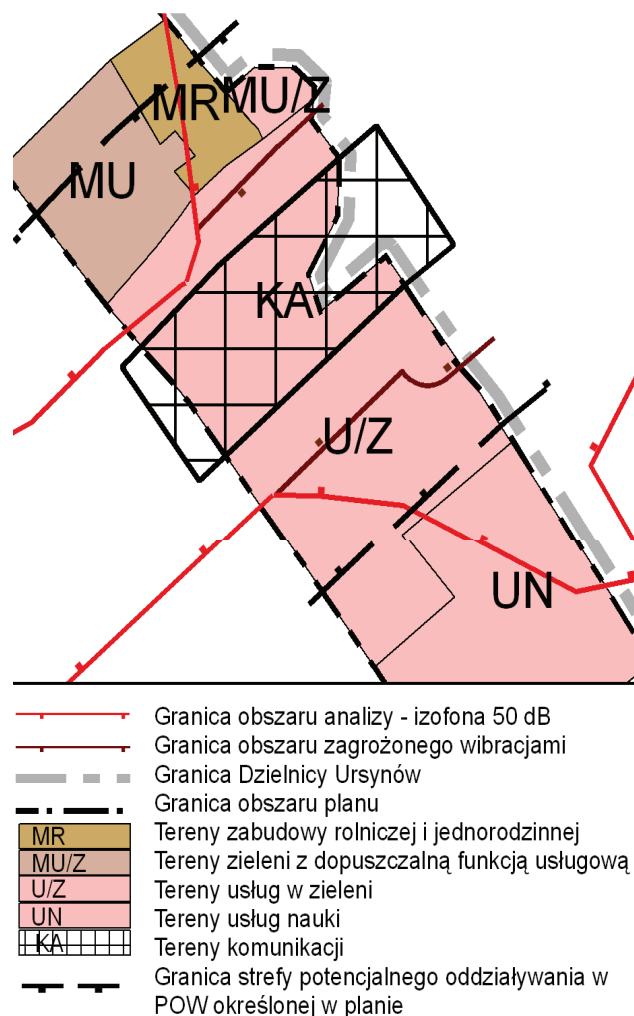 MR
MU/Z
MU
KA
U/Z
UN
Granica obszaru analizy - izofona 50 dB
Granica obszaru zagrożonego wibracjami
Granica Dzielnicy Ursynów
Granica obszaru planu
MR Tereny zabudowy rolniczej i jednorodzinnej
MU/Z Tereny zieleni z dopuszczalną funkcją usługową
U/Z Tereny usług w zieleni
UN Tereny usług nauki
KA Tereny komunikacji
Granica strefy potencjalnego oddziaływania w
POW określonej w planie